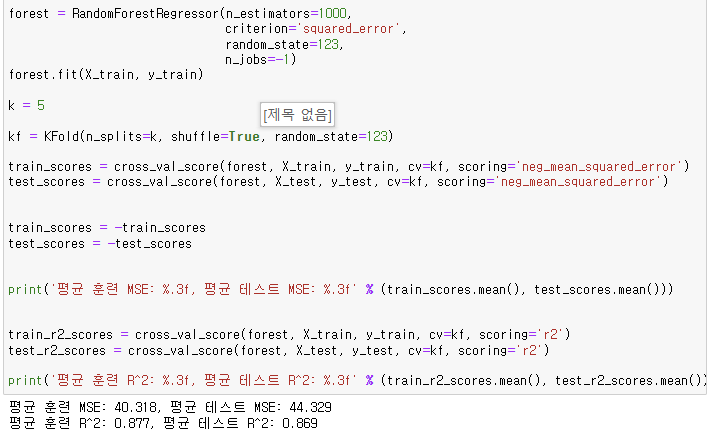 forest = RandomForestRegressor(n_estimators=1000,
criterion='squared_error',
random_state=123,
n_jobs=-1)
forest.fit(X_train, y_train)
k = 5
[제목 없음]
kf = KFold(n_splits=k, shuffle=True, random_state=123)
train_scores = cross_val_score(forest, X_train, y_train, cv=kf, scoring='neg_mean_squared_error')
test_scores = cross_val_score(forest, X_test, y_test, cv=kf, scoring='neg_mean_squared_error')
train_scores = -train_scores
test_scores = -test_scores
print('평균 훈련 MSE: %.3f, 평균 테스트 MSE: %.3f' % (train_scores.mean(), test_scores.mean()))
train_r2_scores = cross_val_score(forest, X_train, y_train, cv=kf, scoring='r2')
test_r2_scores = cross_val_score(forest, X_test, y_test, cv=kf, scoring='r2')
print('평균 훈련 R^2: %.3f, 평균 테스트 R^2: %.3f' % (train_r2_scores.mean(), test_r2_scores.mean())
평균 훈련 MSE: 40.318, 평균 테스트 MSE: 44.329
평균 훈련 R^2: 0.877, 평균 테스트 R^2: 0.869